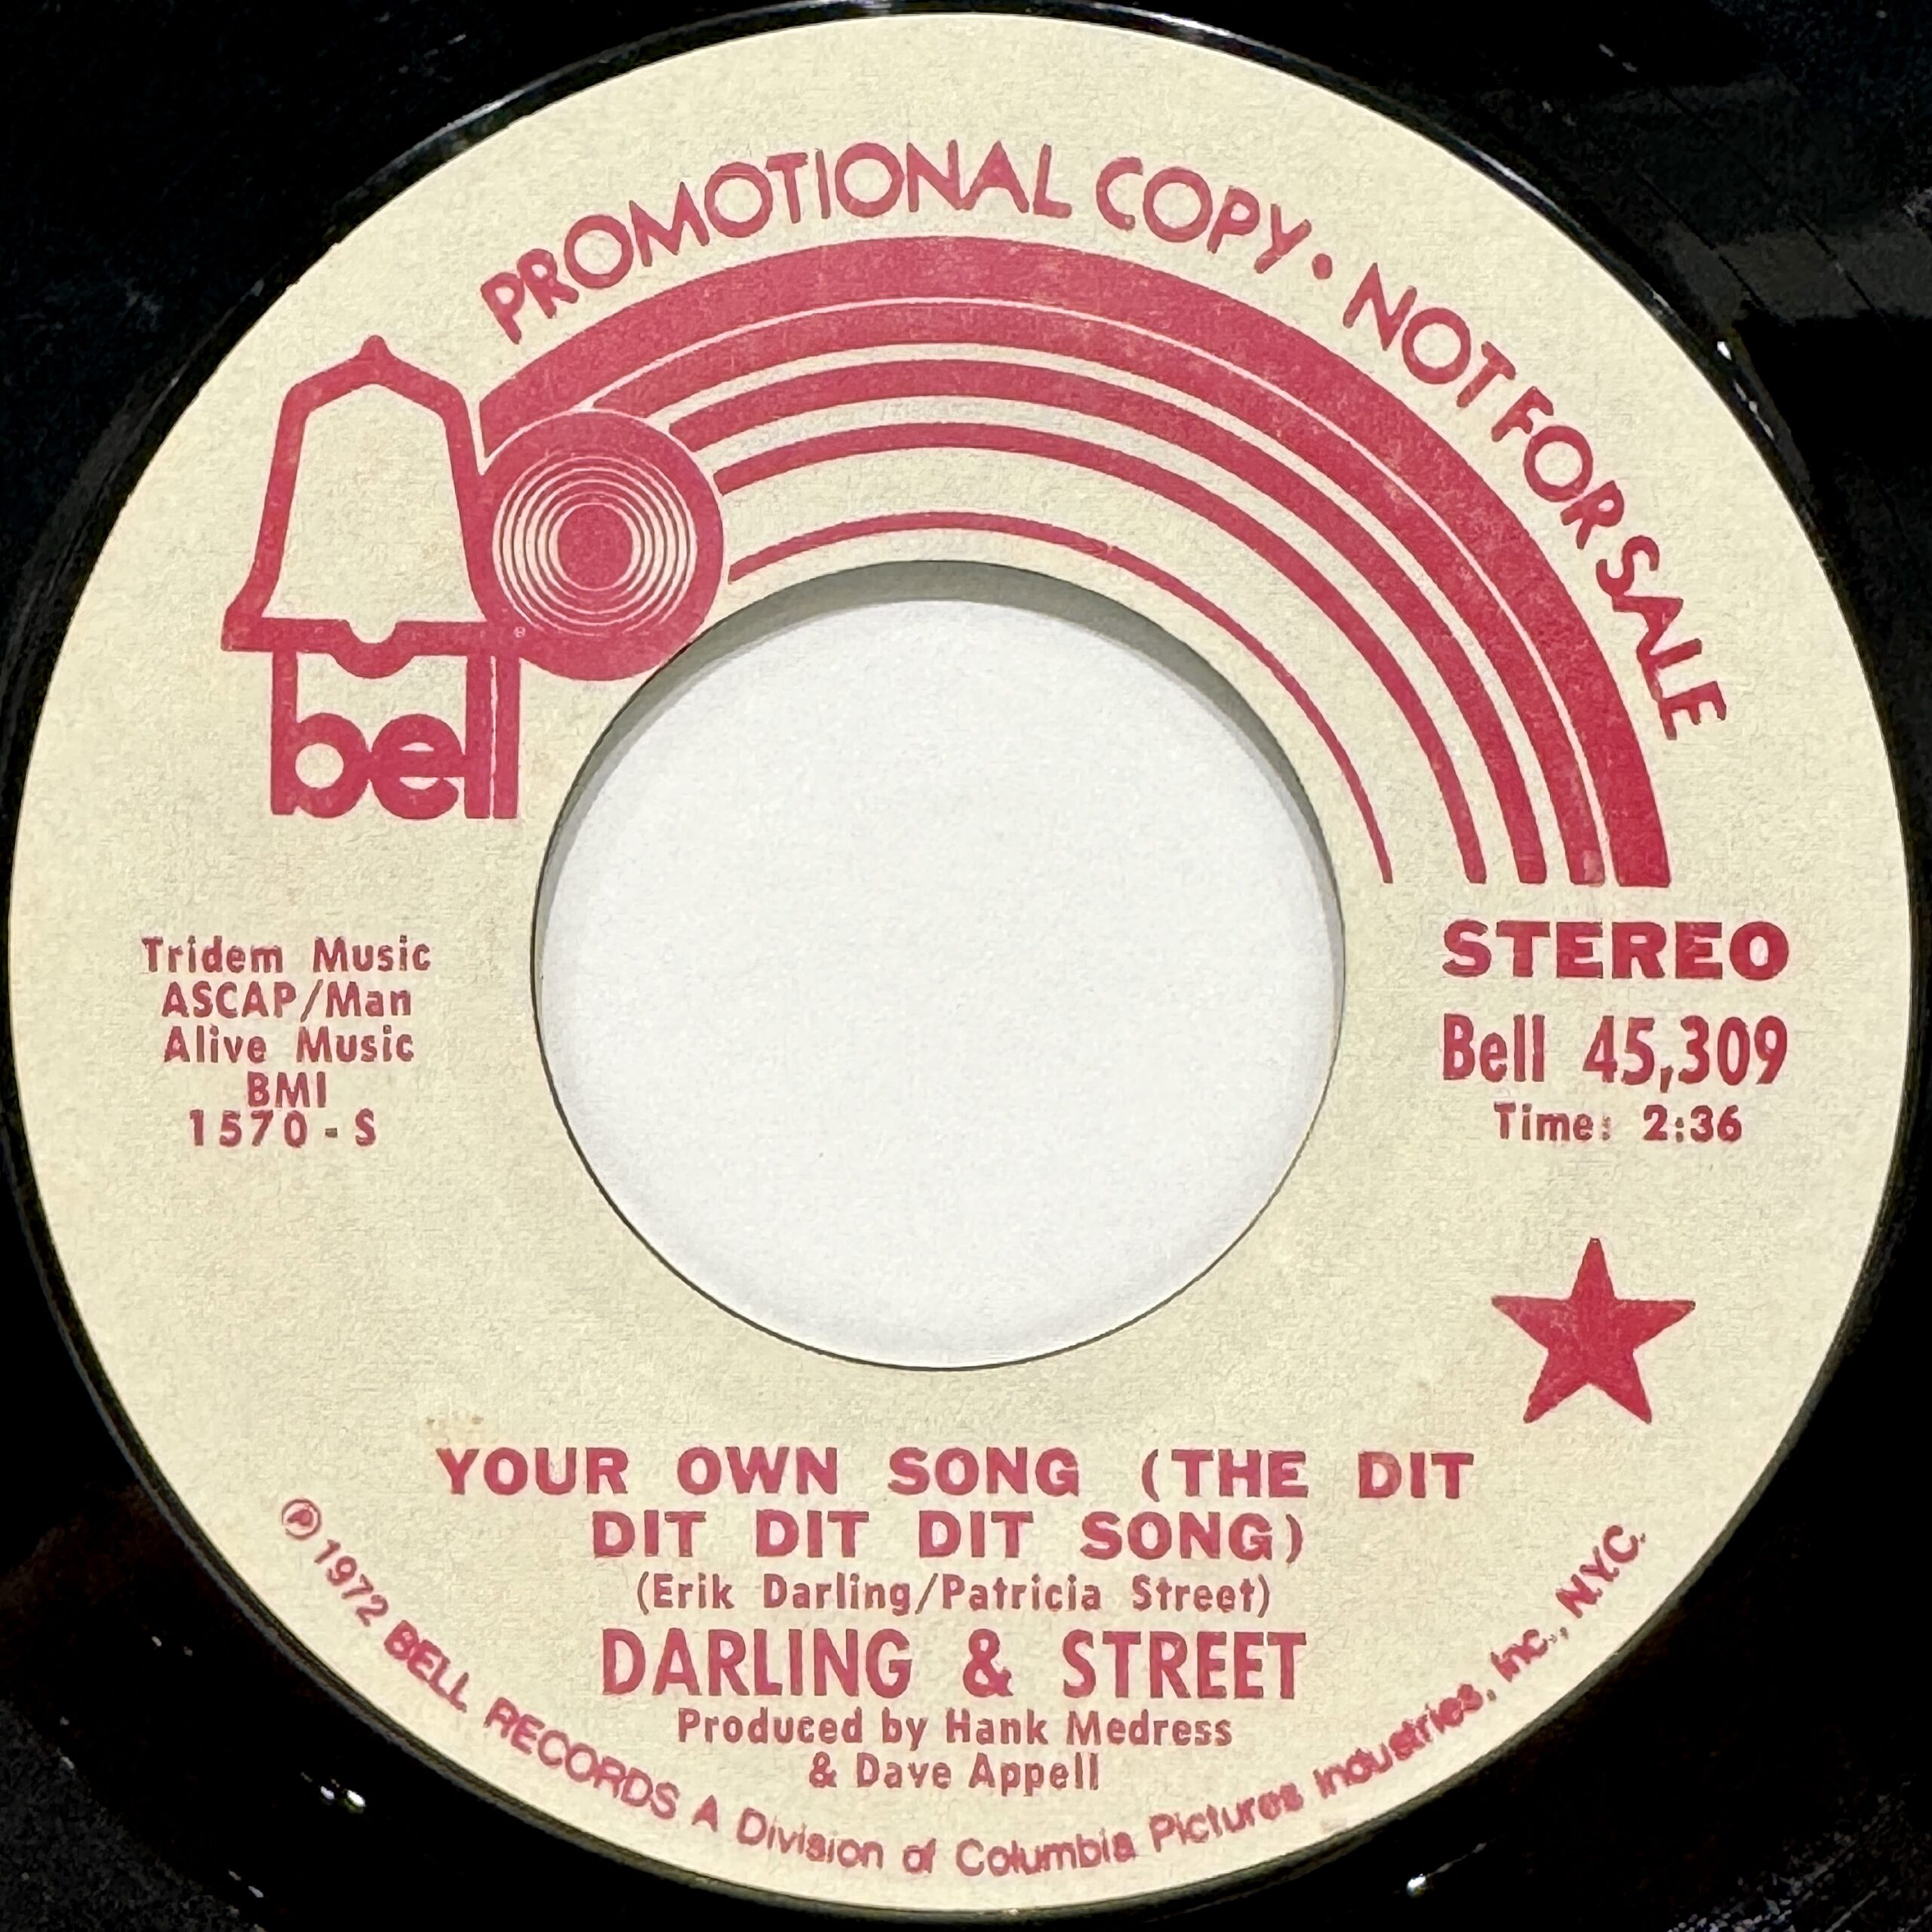 PROMOTIONAL COPY • NOT FOR SALE
bell
Tridem Music
ASCAP/Man
Alive Music
BMI
1570-S
STEREO
Bell 45,309
Time: 2:36
YOUR OWN SONG (THE DIT
DIT DIT DIT SONG)
(Erik Darling/Patricia Street)
DARLING & STREET
Produced by Hank Medress
& Dave Appell
℗ 1972 BELL RECORDS A Division of Columbia Pictures Industries, Inc., N.Y.C.